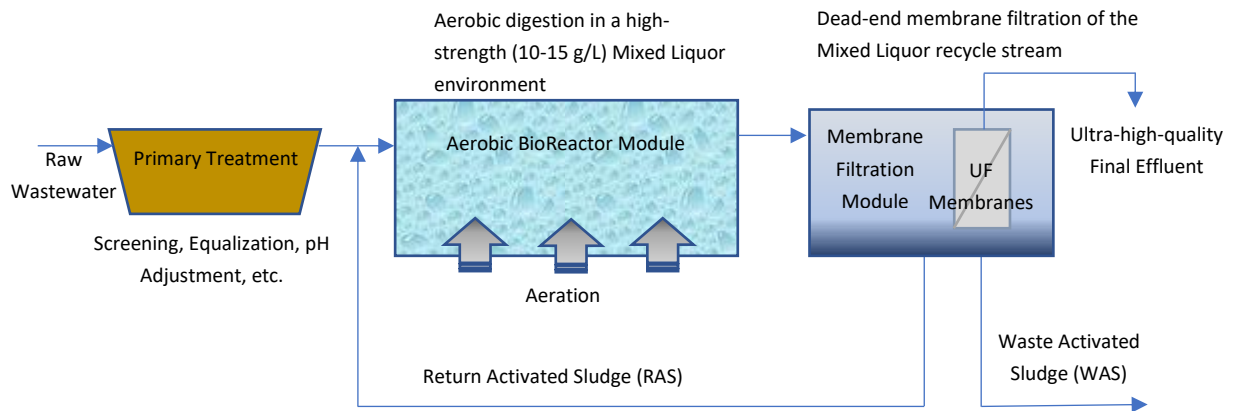 Aerobic digestion in a high-
strength (10-15 g/L) Mixed Liquor
environment
Dead-end membrane filtration of the
Mixed Liquor recycle stream
Raw
Wastewater
Primary Treatment
Aerobic BioReactor Module
Membrane
Filtration
Module
UF
Membranes
Ultra-high-quality
Final Effluent
Screening, Equalization, pH
Adjustment, etc.
Aeration
Return Activated Sludge (RAS)
Waste Activated
Sludge (WAS)